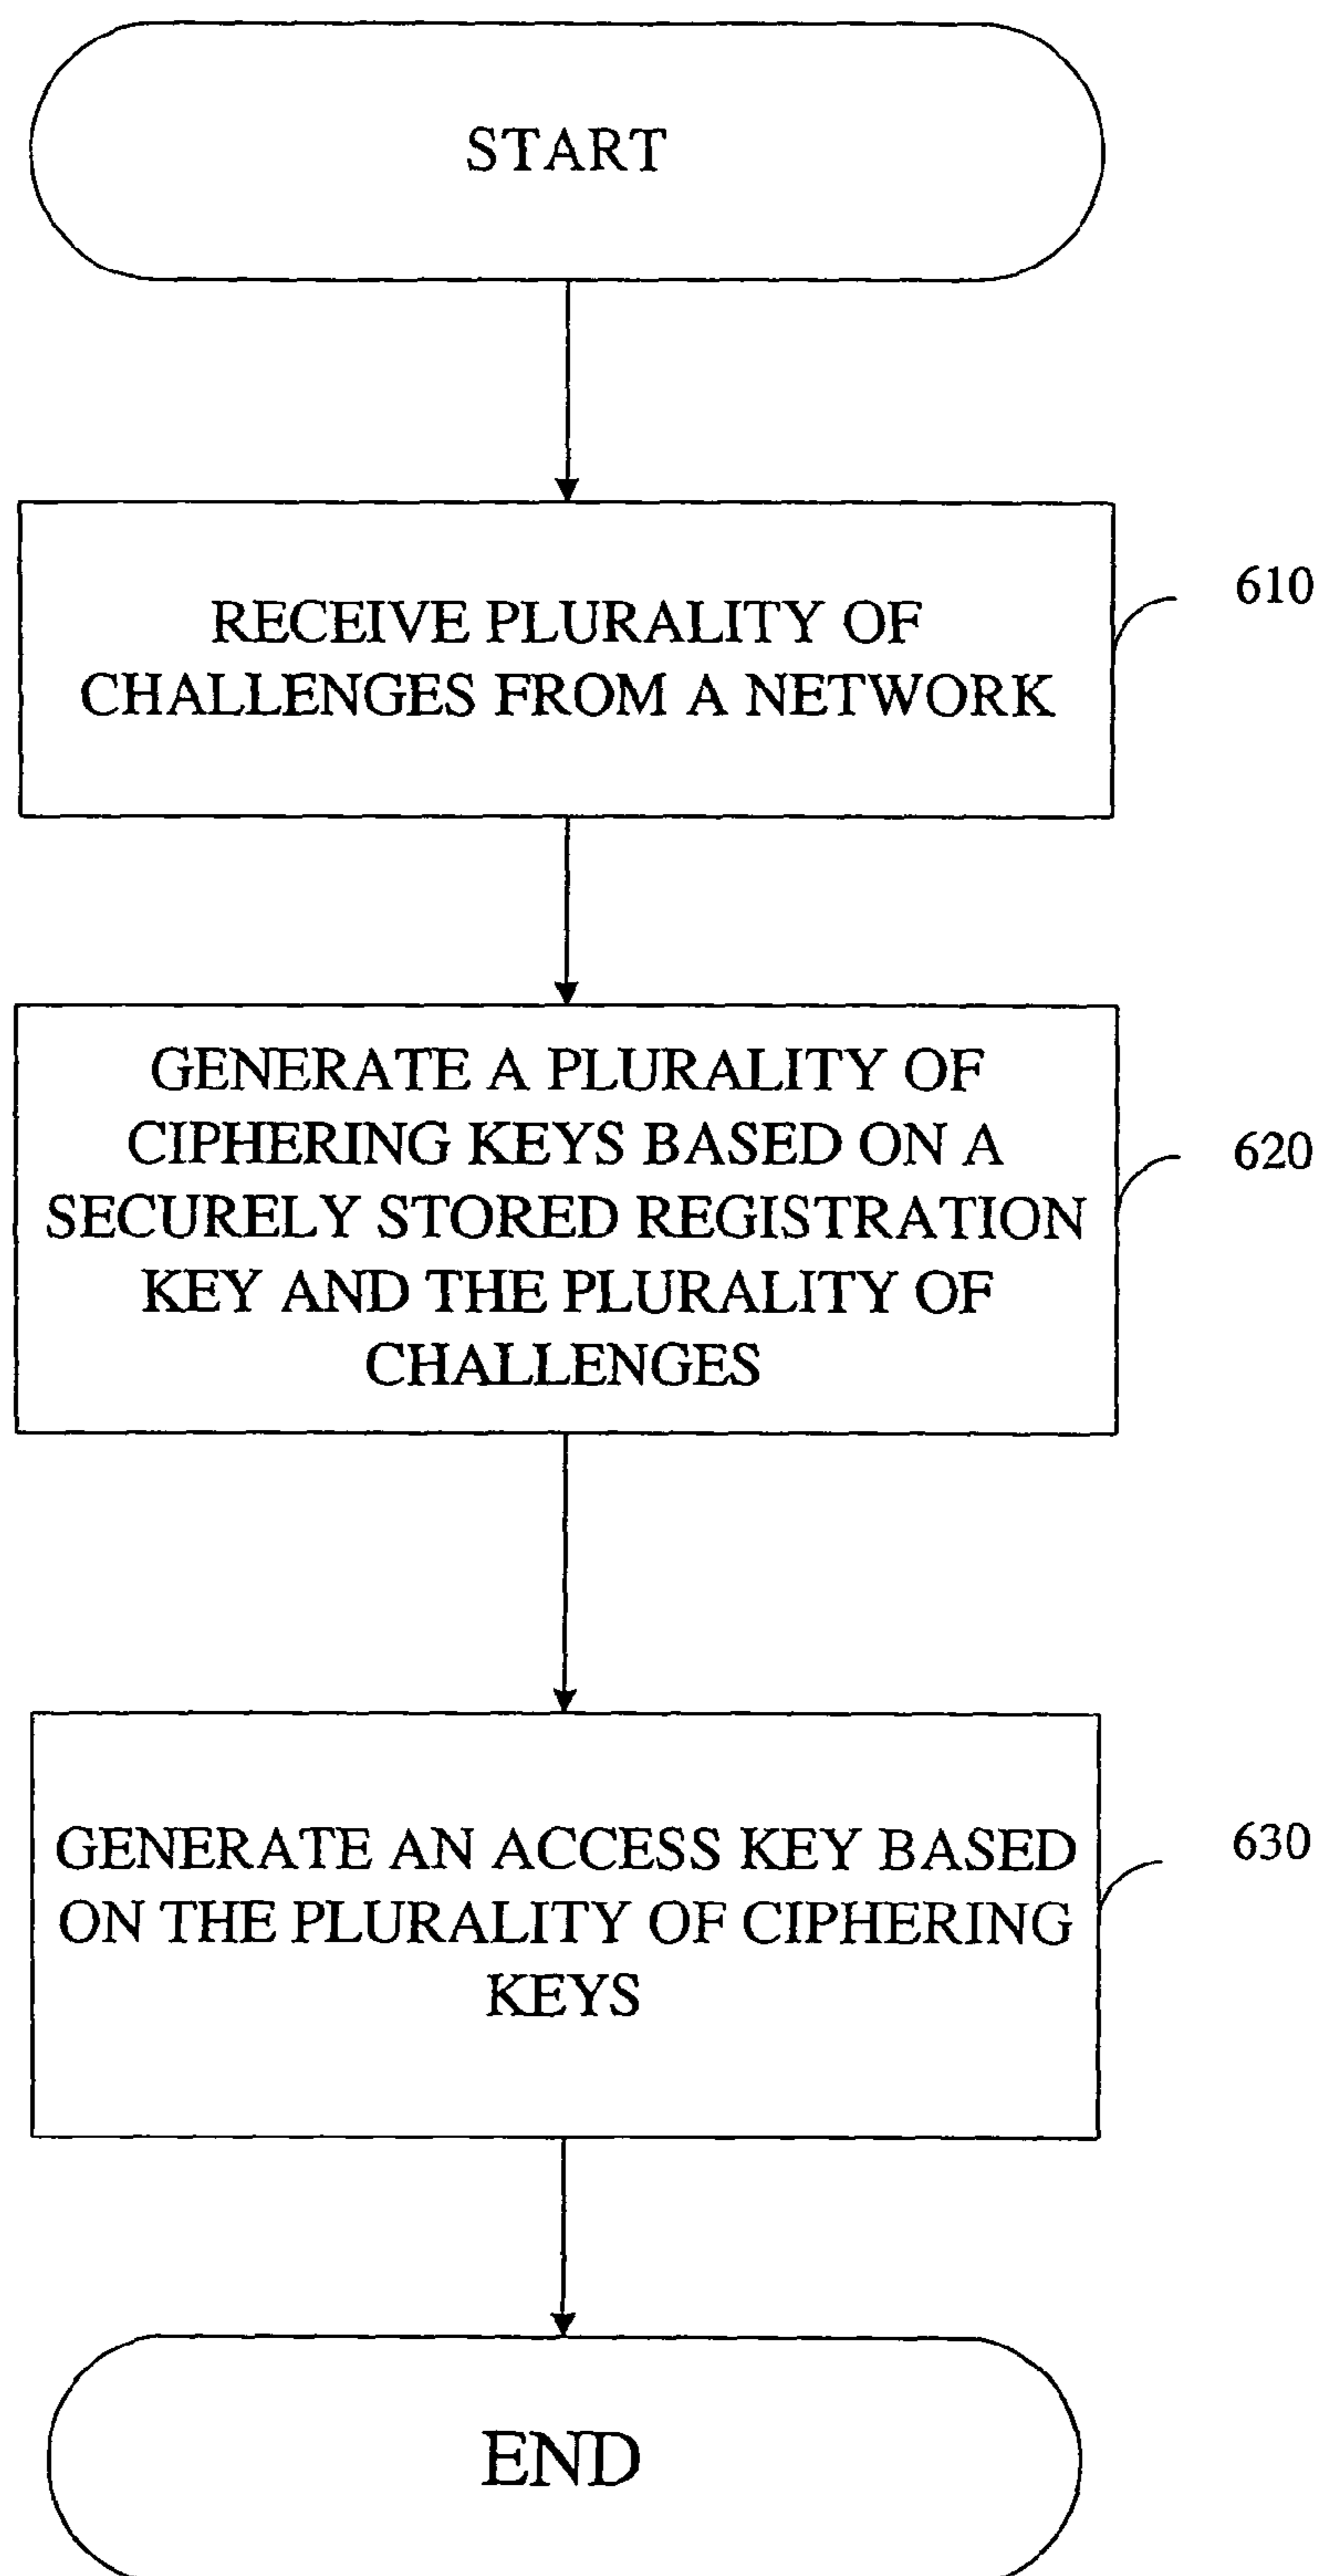 START
RECEIVE PLURALITY OF
CHALLENGES FROM A NETWORK
610
GENERATE A PLURALITY OF
CIPHERING KEYS BASED ON A
SECURELY STORED REGISTRATION
KEY AND THE PLURALITY OF
CHALLENGES
620
GENERATE AN ACCESS KEY BASED
ON THE PLURALITY OF CIPHERING
KEYS
630
END